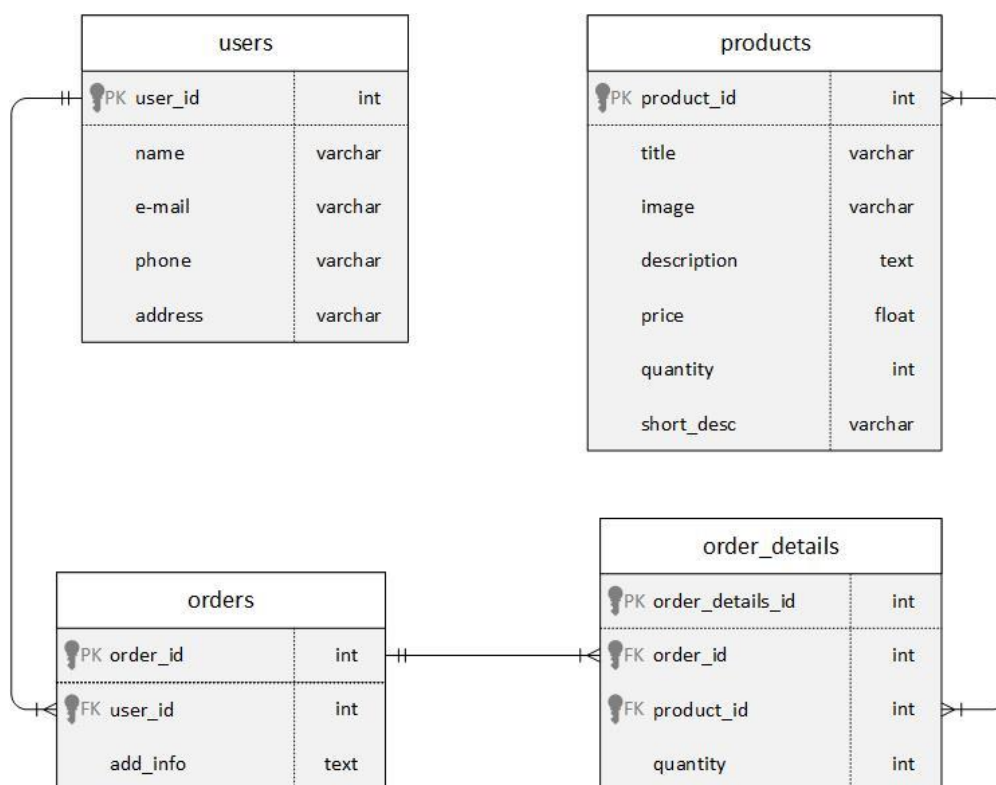 users
PK user_id int
name varchar
e-mail varchar
phone varchar
address varchar
products
PK product_id int
title varchar
image varchar
description text
price float
quantity int
short_desc varchar
orders
PK order_id int
FK user_id int
add_info text
order_details
PK order_details_id int
FK order_id int
FK product_id int
quantity int